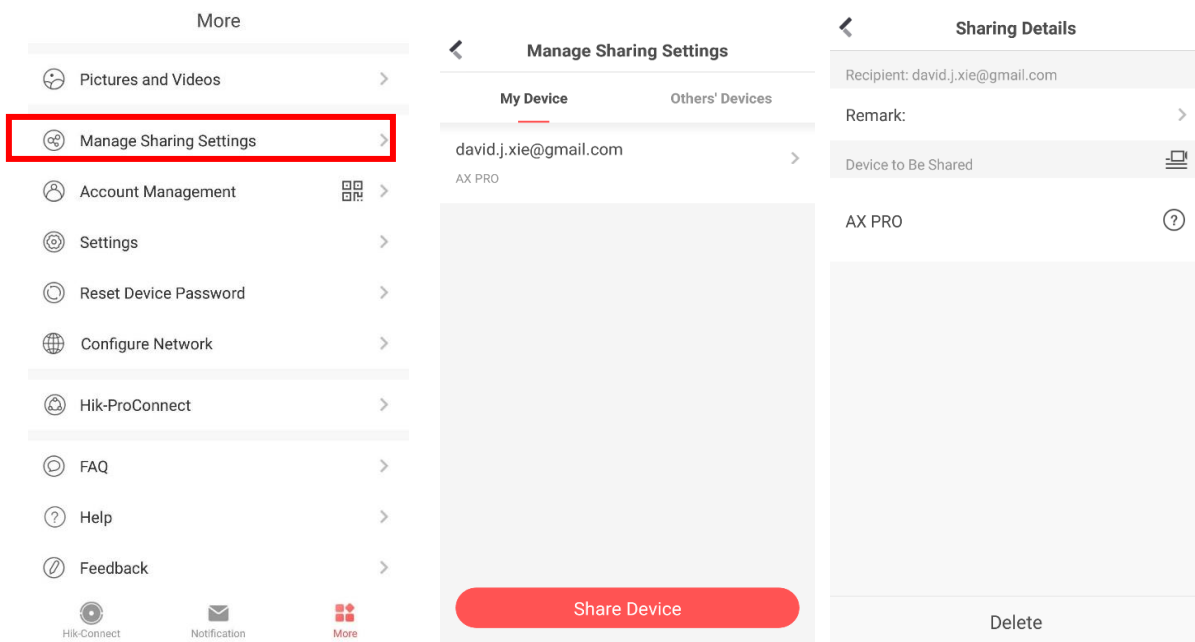 More
Pictures and Videos
Manage Sharing Settings
Account Management
Settings
Reset Device Password
Configure Network
Hik-ProConnect
FAQ
Help
Feedback
Hik-Connect
Notification
More
Manage Sharing Settings
My Device
Others' Devices
david.j.xie@gmail.com
AX PRO
Share Device
Sharing Details
Recipient: david.j.xie@gmail.com
Remark:
Device to Be Shared
AX PRO
Delete